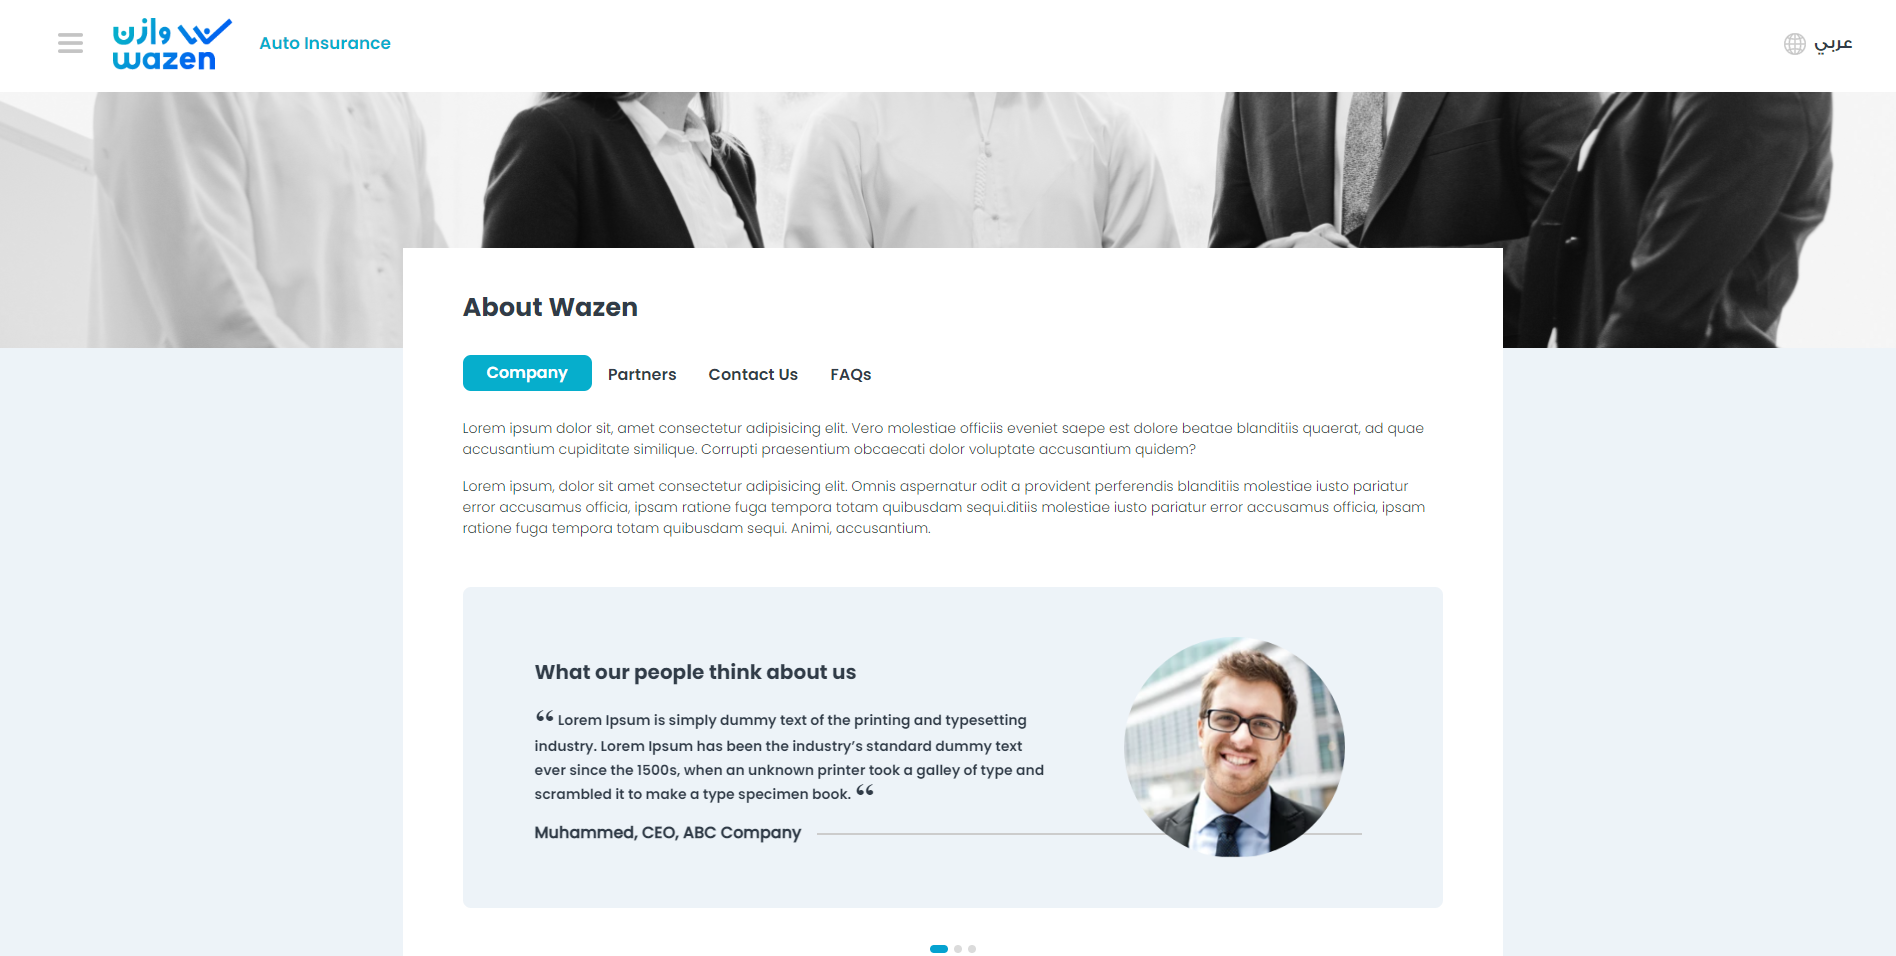 وازن
wazen
Auto Insurance
عربي
About Wazen
Company
Partners
Contact Us
FAQs
Lorem ipsum dolor sit, amet consectetur adipisicing elit. Vero molestiae officiis eveniet saepe est dolore beatae blanditiis quaerat, ad quae
accusantium cupiditate similique. Corrupti praesentium obcaecati dolor voluptate accusantium quidem?
Lorem ipsum, dolor sit amet consectetur adipisicing elit. Omnis aspernatur odit a provident perferendis blanditiis molestiae iusto pariatur
error accusamus officia, ipsam ratione fuga tempora totam quibusdam sequi.ditiis molestiae iusto pariatur error accusamus officia, ipsam
ratione fuga tempora totam quibusdam sequi. Animi, accusantium.
What our people think about us
“ Lorem Ipsum is simply dummy text of the printing and typesetting
industry. Lorem Ipsum has been the industry’s standard dummy text
ever since the 1500s, when an unknown printer took a galley of type and
scrambled it to make a type specimen book. “
Muhammed, CEO, ABC Company